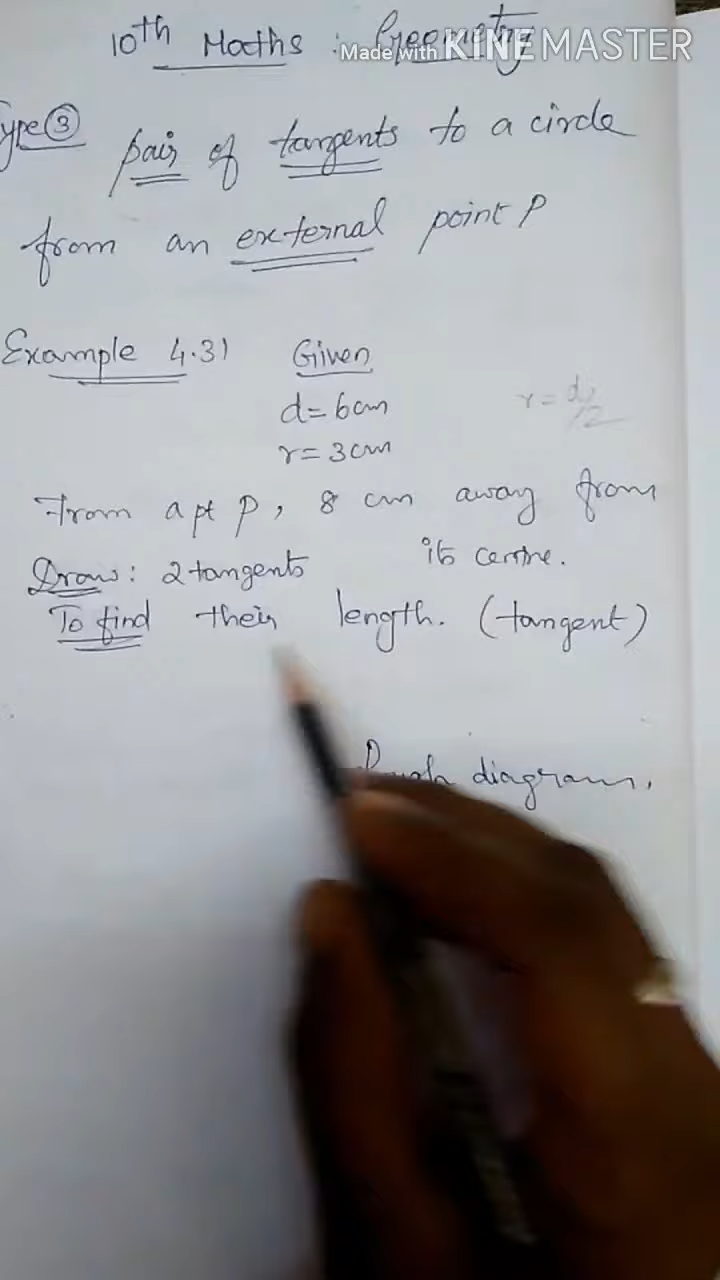 10th Maths : Geometry
Made with KINEMASTER
Type ③
pair of tangents to a circle
from an external point P
Example 4.31
Given
d = 6cm
r = 3cm
r = d/2
From a pt P, 8 cm away from
its centre.
Draw: 2 tangents
To find their length. (tangent)
Rough diagram.